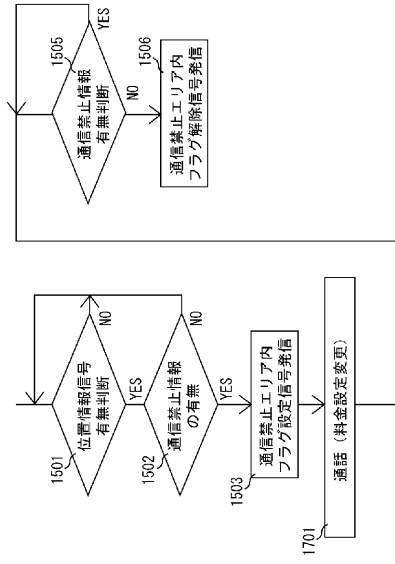 1501
位置情報信号
有無判断
NO
YES
1502
通信禁止情報
の有無
NO
YES
1503
通信禁止エリア内
フラグ設定信号発信
1701
通話（料金設定変更）
1505
通信禁止情報
有無判断
YES
NO
1506
通信禁止エリア内
フラグ解除信号発信